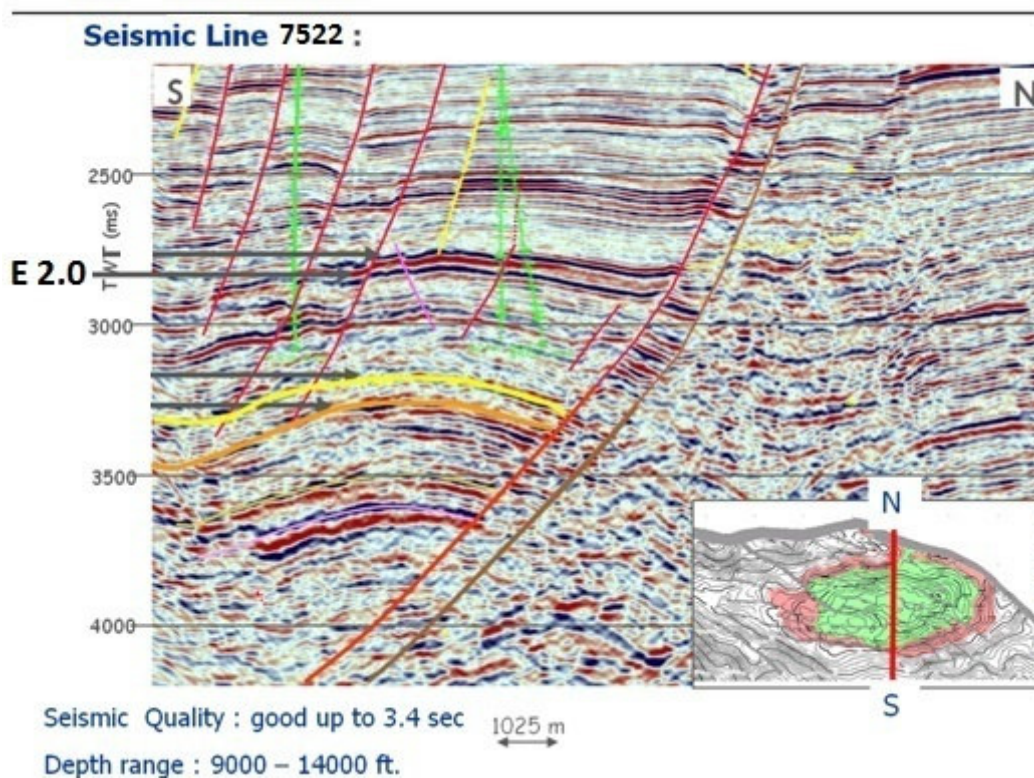 Seismic Line 7522 :
S
N
2500
TWT (ms)
E 2.0
3000
3500
4000
N
S
Seismic Quality : good up to 3.4 sec
1025 m
Depth range : 9000 – 14000 ft.